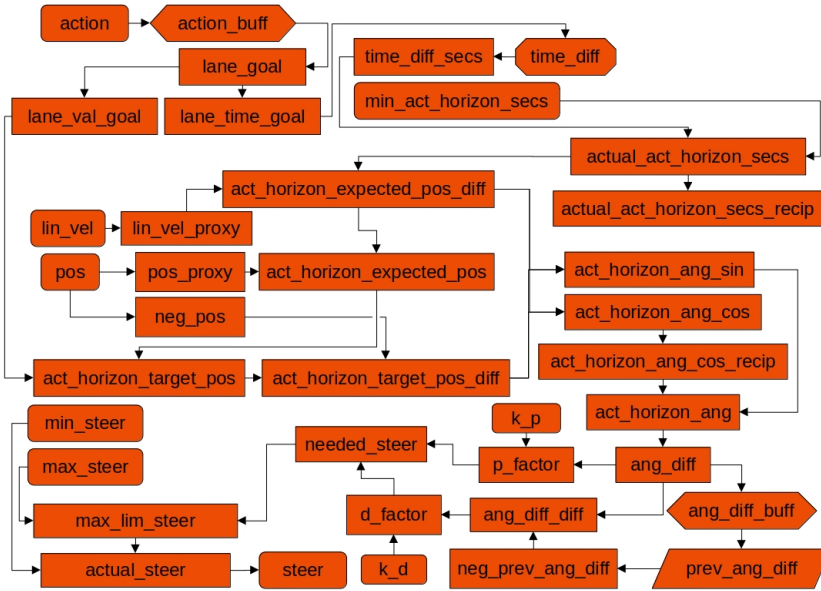 action
action_buff
lane_goal
time_diff_secs
time_diff
lane_val_goal
lane_time_goal
min_act_horizon_secs
actual_act_horizon_secs
act_horizon_expected_pos_diff
actual_act_horizon_secs_recip
lin_vel
lin_vel_proxy
pos
pos_proxy
act_horizon_expected_pos
act_horizon_ang_sin
neg_pos
act_horizon_ang_cos
act_horizon_ang_cos_recip
act_horizon_target_pos
act_horizon_target_pos_diff
act_horizon_ang
min_steer
k_p
needed_steer
max_steer
p_factor
ang_diff
max_lim_steer
d_factor
ang_diff_diff
ang_diff_buff
actual_steer
steer
k_d
neg_prev_ang_diff
prev_ang_diff